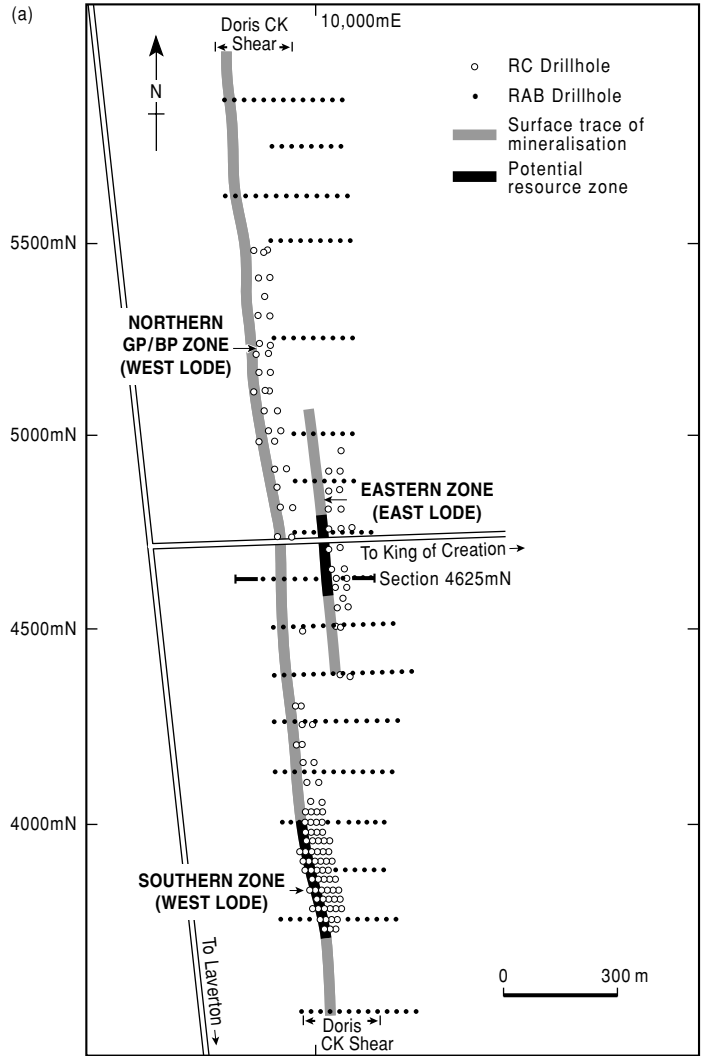 (a)
Doris CK
Shear
10,000mE
N
RC Drillhole
RAB Drillhole
Surface trace of
mineralisation
Potential
resource zone
5500mN
NORTHERN
GP/BP ZONE
(WEST LODE)
5000mN
EASTERN ZONE
(EAST LODE)
To King of Creation
Section 4625mN
4500mN
4000mN
SOUTHERN ZONE
(WEST LODE)
To Laverton
0 300 m
Doris
CK Shear